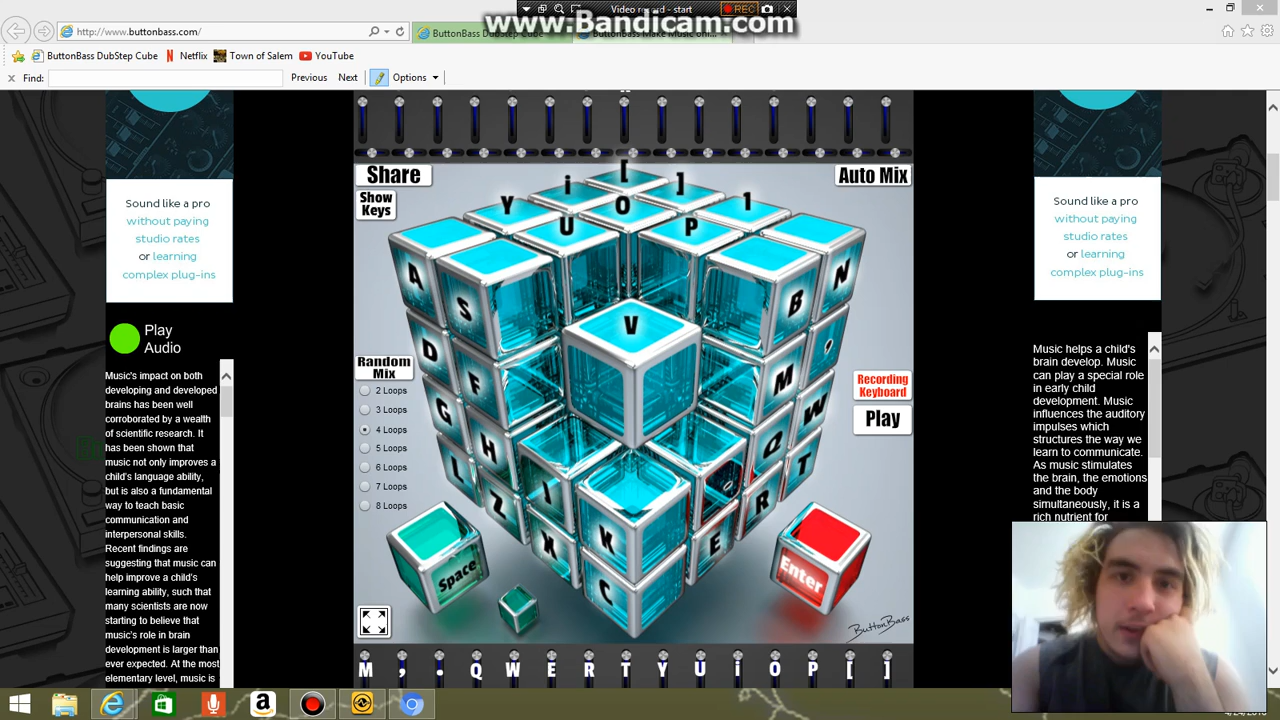 Video record - start
REC
www.Bandicam.com
http://www.buttonbass.com/
ButtonBass DubStep Cube
ButtonBass Make Music onl...
ButtonBass DubStep Cube
Netflix
Town of Salem
YouTube
Find:
Previous
Next
Options
Sound like a pro
without paying
studio rates
or learning
complex plug-ins
Play
Audio
Music's impact on both
developing and developed
brains has been well
corroborated by a wealth
of scientific research. It
has been shown that
music not only improves a
child's language ability,
but is also a fundamental
way to teach basic
communication and
interpersonal skills.
Recent findings are
suggesting that music can
help improve a child's
learning ability, such that
many scientists are now
starting to believe that
music's role in brain
development is larger than
ever expected. At the most
elementary level, music is
Share
Show
Keys
Auto Mix
Random
Mix
2 Loops
3 Loops
4 Loops
5 Loops
6 Loops
7 Loops
8 Loops
Recording
Keyboard
Play
[
i
]
Y
O
1
U
P
A
S
V
B
N
D
F
M
,
G
H
Q
W
L
Z
I
R
T
X
K
E
C
Space
Enter
ButtonBass
M , • Q W E R T Y U i O P [ ]
Sound like a pro
without paying
studio rates
or learning
complex plug-ins
Music helps a child's
brain develop. Music
can play a special role
in early child
development. Music
influences the auditory
impulses which
structures the way we
learn to communicate.
As music stimulates
the brain, the emotions
and the body
simultaneously, it is a
rich nutrient for